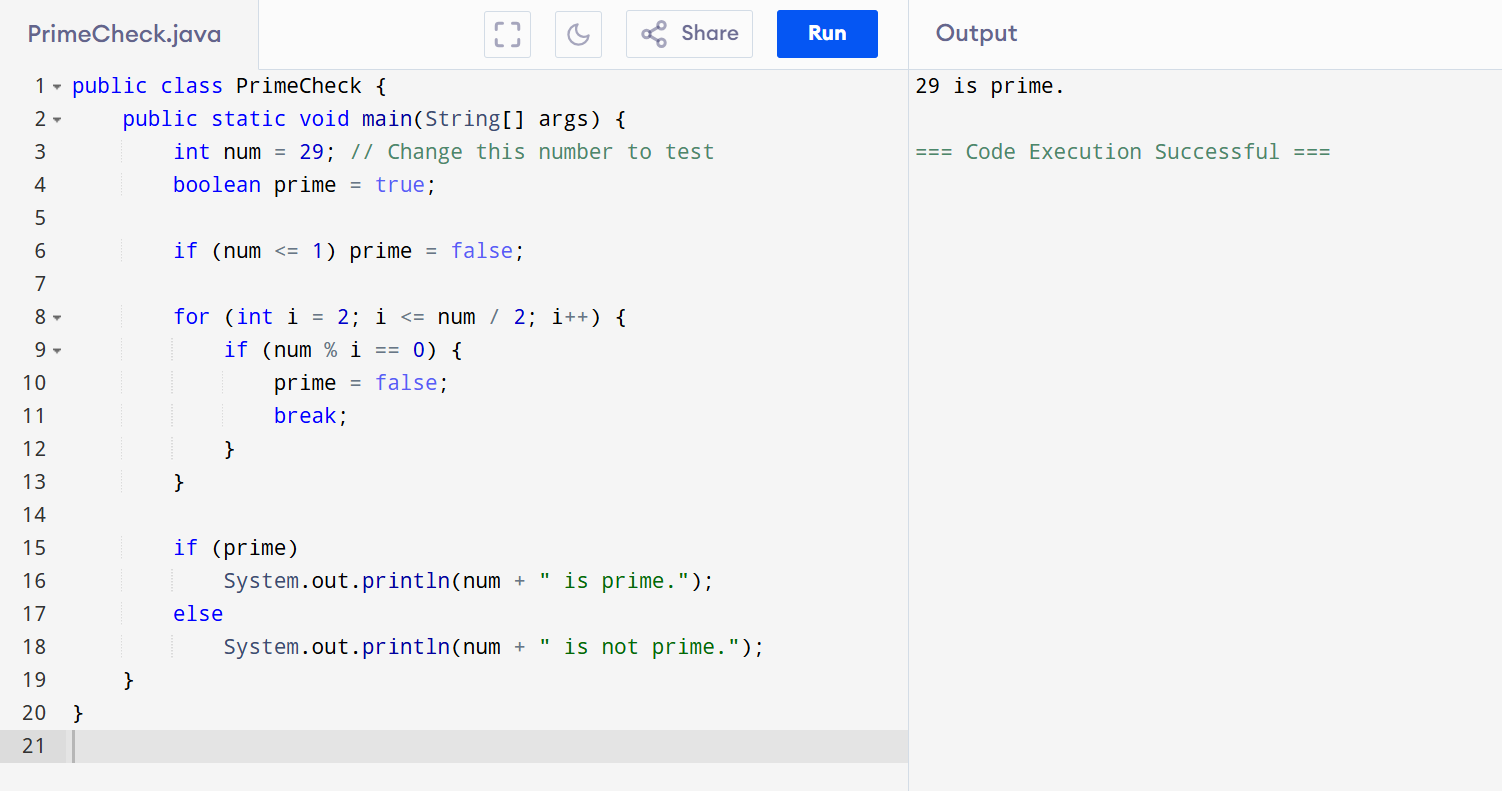 PrimeCheck.java
Share
Run
Output
1 public class PrimeCheck {
2     public static void main(String[] args) {
3         int num = 29; // Change this number to test
4         boolean prime = true;
5
6         if (num <= 1) prime = false;
7
8         for (int i = 2; i <= num / 2; i++) {
9             if (num % i == 0) {
10                 prime = false;
11                 break;
12             }
13         }
14
15         if (prime)
16             System.out.println(num + " is prime.");
17         else
18             System.out.println(num + " is not prime.");
19     }
20 }
21
29 is prime.
=== Code Execution Successful ===